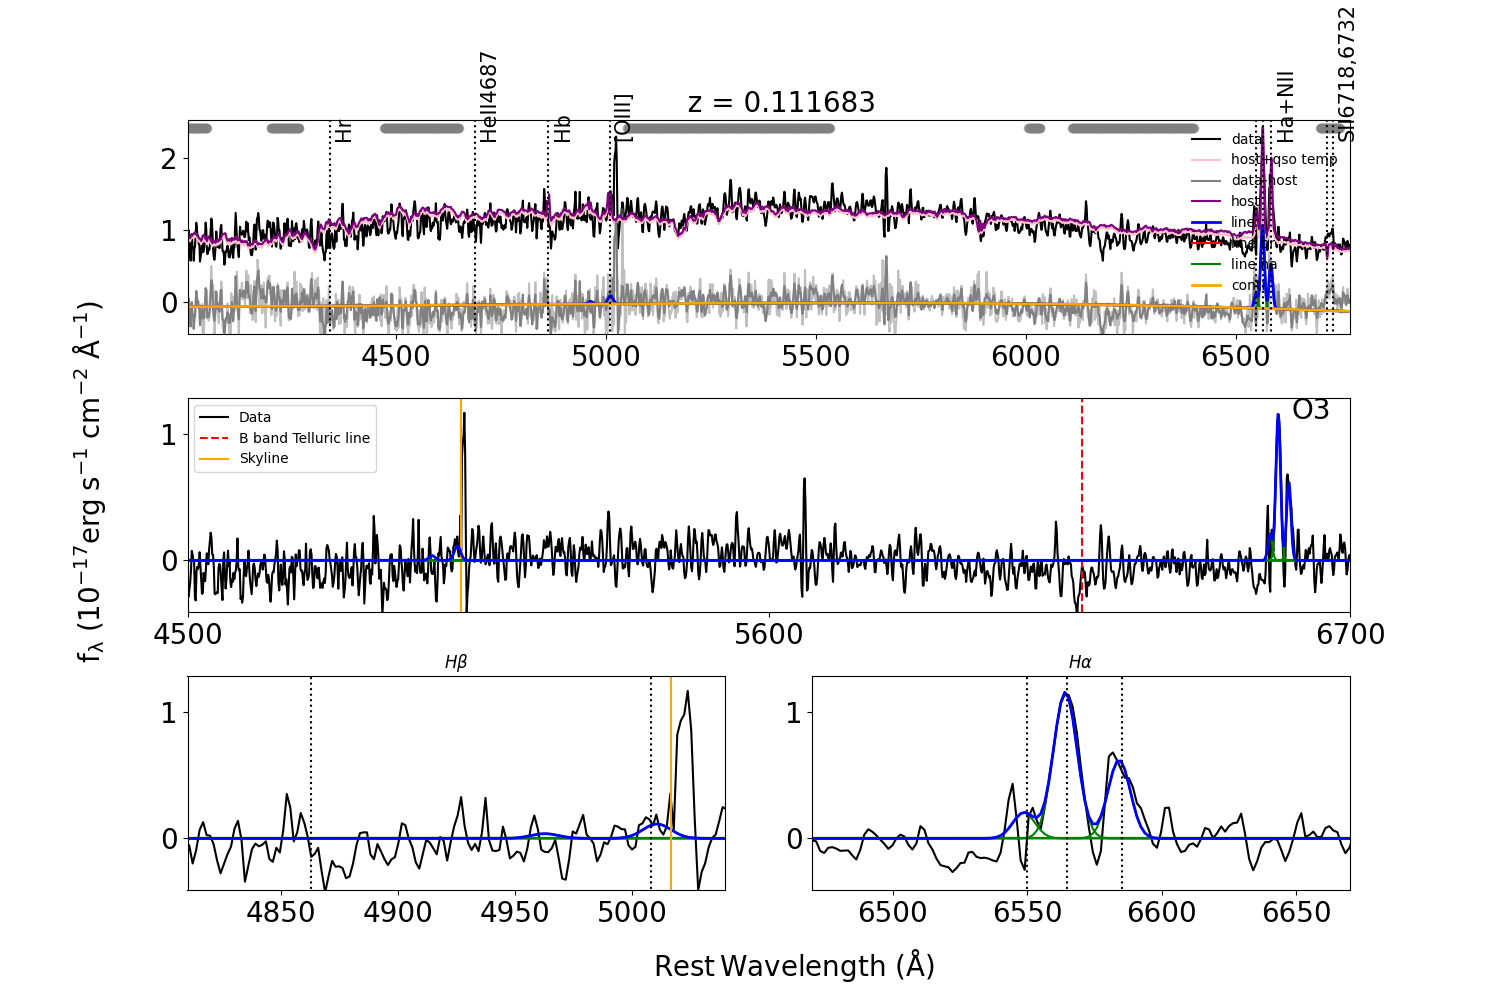 z = 0.111683
Hr
HeII4687
Hb
[OIII]
Ha+NII
SII6718,6732
data
host+qso temp
data-host
host
line
line ha
2
1
0
4500
5000
5500
6000
6500
Data
B band Telluric line
Skyline
O3
1
0
4500
5600
6700
fλ (10⁻¹⁷erg s⁻¹ cm⁻² Å⁻¹)
Hβ
1
0
4850
4900
4950
5000
Hα
1
0
6500
6550
6600
6650
Rest Wavelength (Å)